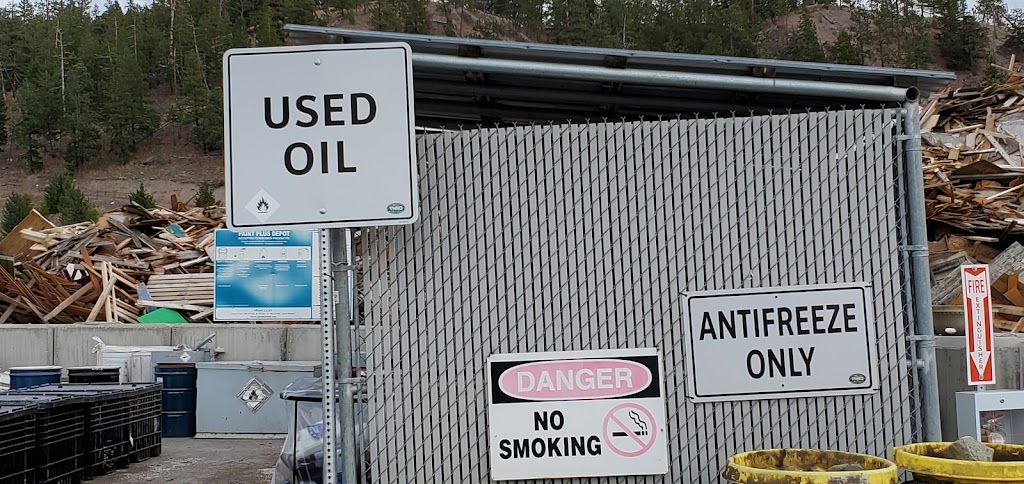 USED
OIL
PAINT PLUS DEPOT
DANGER
NO
SMOKING
ANTIFREEZE
ONLY
FIRE
EXTINGUISHER